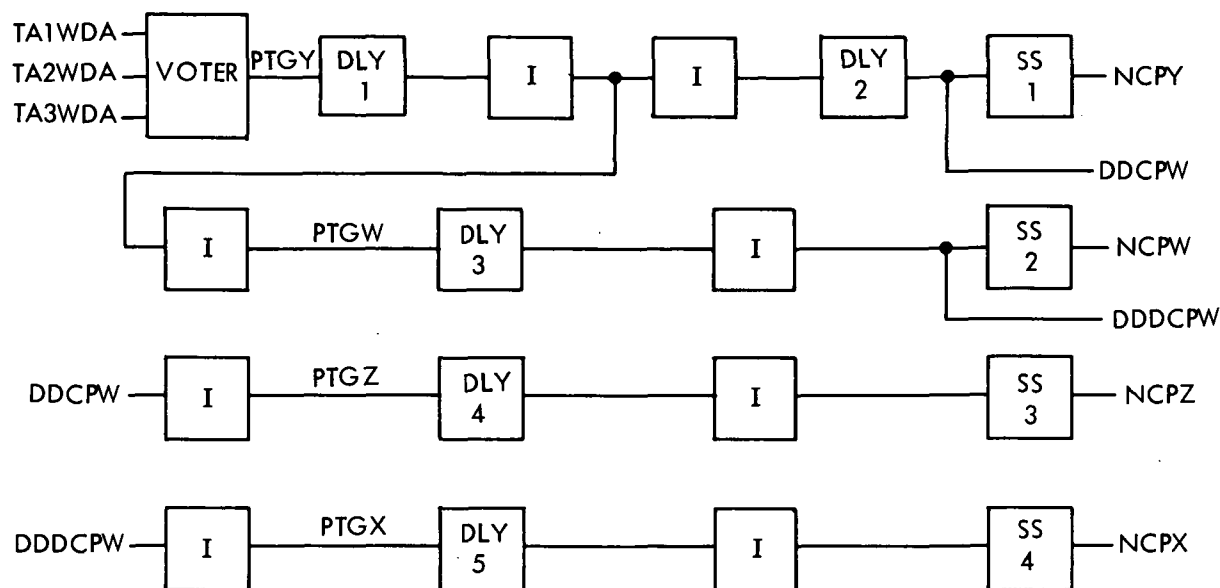 TA1WDA
TA2WDA
TA3WDA
VOTER
PTGY
DLY
1
I
I
DLY
2
SS
1
NCPY
DDCPW
I
PTGW
DLY
3
I
SS
2
NCPW
DDDCPW
DDCPW
I
PTGZ
DLY
4
I
SS
3
NCPZ
DDDCPW
I
PTGX
DLY
5
I
SS
4
NCPX